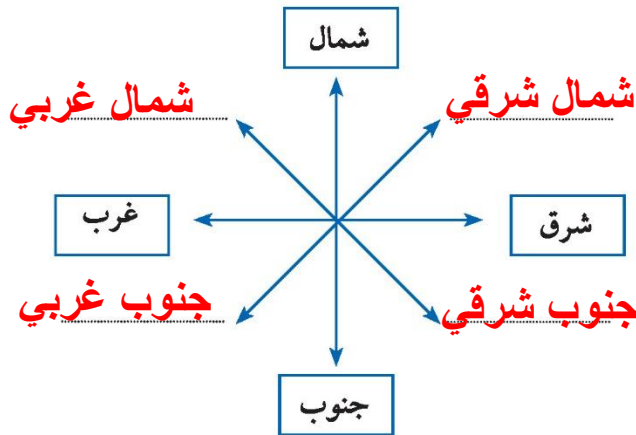 شمال
شمال شرقي
شمال غربي
شرق
غرب
جنوب شرقي
جنوب غربي
جنوب